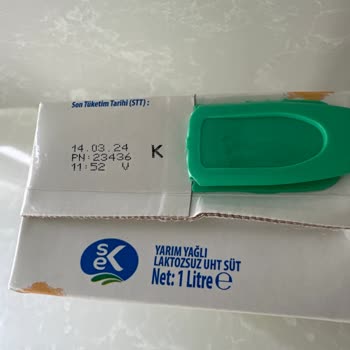 Son Tüketim Tarihi (STT) :
14.03.24
PN:23436 K
11:52 V
SEK
YARIM YAĞLI
LAKTOZSUZ UHT SÜT
Net: 1 Litre ℮